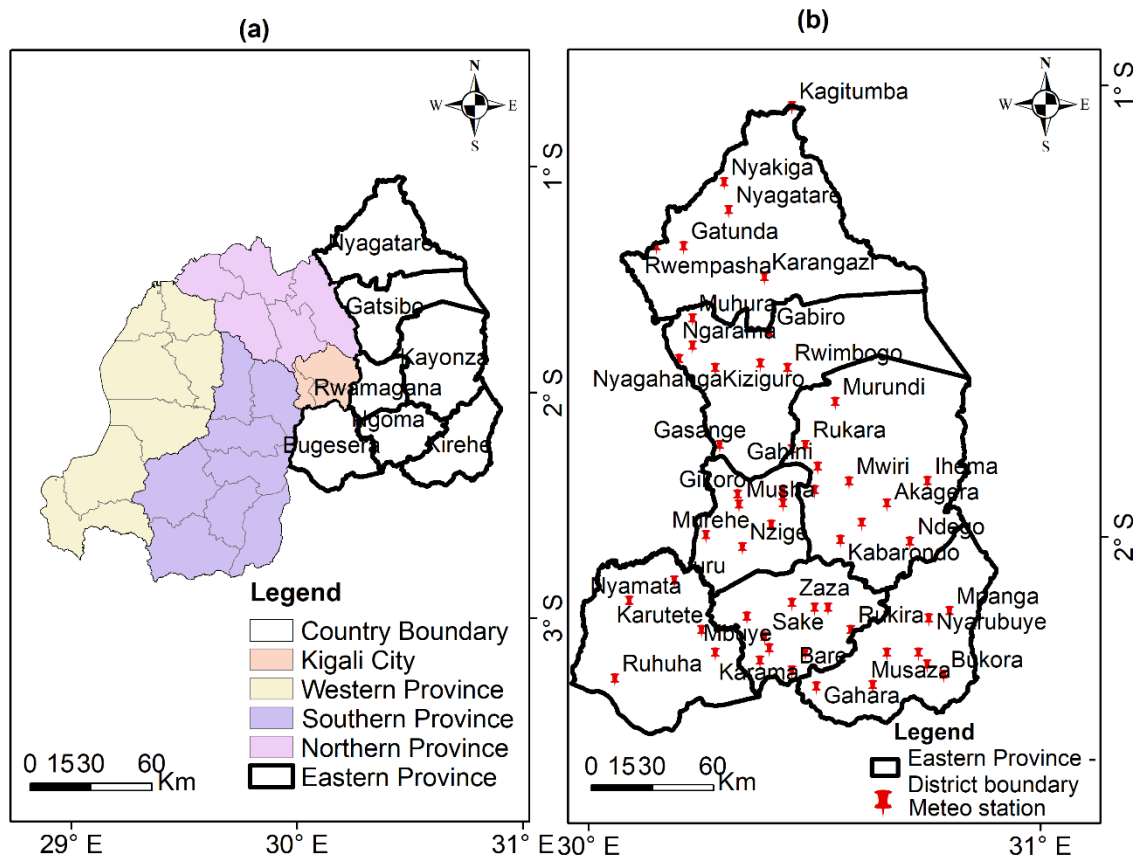 (a)
N
W
E
S
1° S
Nyagatare
Gatsibo
Kayonza
2° S
Rwamagana
Ngoma
Bugesera
Kirehe
3° S
Legend
Country Boundary
Kigali City
Western Province
Southern Province
Northern Province
Eastern Province
0 15 30 60
Km
29° E
30° E
31° E
(b)
N
W
E
S
1° S
Kagitumba
Nyakiga
Nyagatare
Gatunda
Rwempasha
Karangazi
Muhura
Gabiro
Ngarama
Rwimbogo
Nyagahanga
Kiziguro
Murundi
Gasange
Rukara
Gahini
Mwiri
Ihema
Gikoro
Musha
Akagera
Murehe
Nzige
Ndego
2° S
Kabarondo
Nyamata
Zaza
Mpanga
Karutete
Sake
Rukira
Nyarubuye
Mbuye
Ruhuha
Karama
Bare
Musaza
Bukora
Gahara
Legend
Eastern Province -
District boundary
Meteo station
0 15 30 60
Km
30° E
31° E